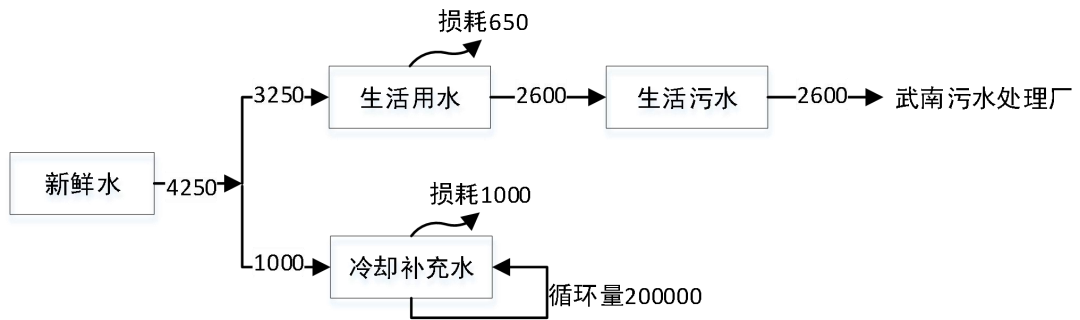 损耗650
3250
生活用水
2600
生活污水
2600
武南污水处理厂
新鲜水
4250
损耗1000
1000
冷却补充水
循环量200000